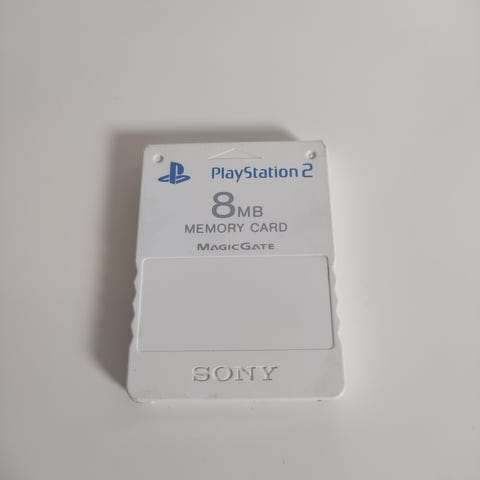 PlayStation 2
8MB
MEMORY CARD
MAGICGATE
SONY